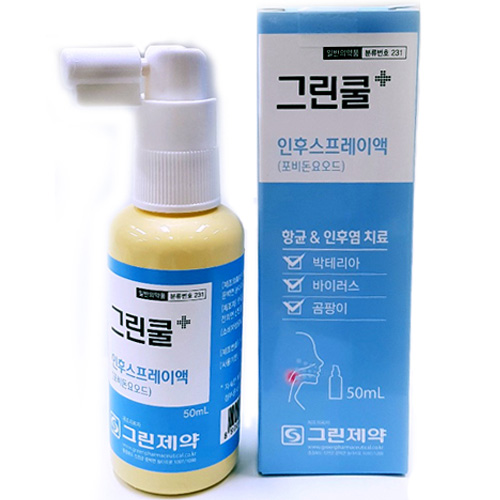 일반의약품 분류번호 231
그린쿨+
인후스프레이액
(포비돈요오드)
항균 & 인후염 치료
박테리아
바이러스
곰팡이
50mL
그린제약
일반의약품 분류번호 231
그린쿨+
인후스프레이액
(포비돈요오드)
50mL
그린제약